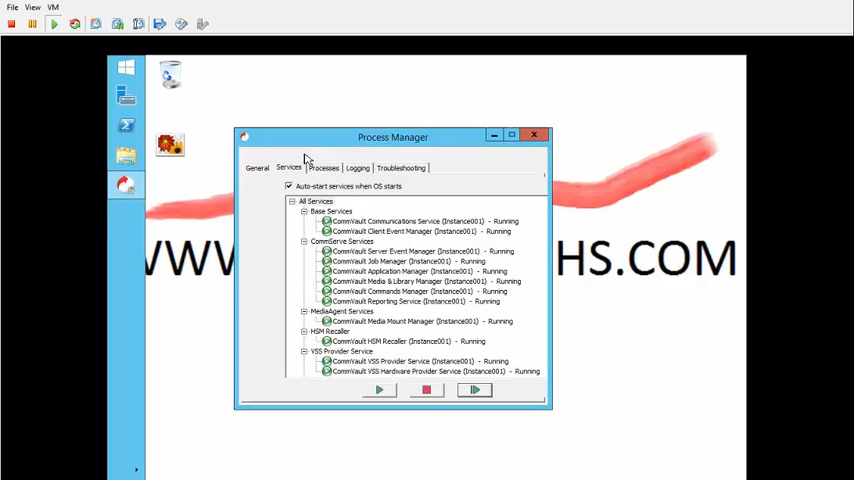 File View VM
Process Manager
General Services Processes Logging Troubleshooting
Auto-start services when OS starts
All Services
Base Services
CommVault Communications Service (Instance001) - Running
CommVault Client Event Manager (Instance001) - Running
CommServe Services
CommVault Server Event Manager (Instance001) - Running
CommVault Job Manager (Instance001) - Running
CommVault Application Manager (Instance001) - Running
CommVault Media & Library Manager (Instance001) - Running
CommVault Commands Manager (Instance001) - Running
CommVault Reporting Service (Instance001) - Running
MediaAgent Services
CommVault Media Mount Manager (Instance001) - Running
HSM Recaller
CommVault HSM Recaller (Instance001) - Running
VSS Provider Service
CommVault VSS Provider Service (Instance001) - Running
CommVault VSS Hardware Provider Service (Instance001) - Running
HS.COM